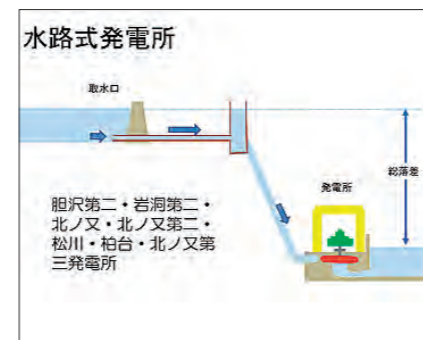 水路式発電所
取水口
総落差
発電所
胆沢第二・岩洞第二・
北ノ又・北ノ又第二・
松川・柏台・北ノ又第
三発電所